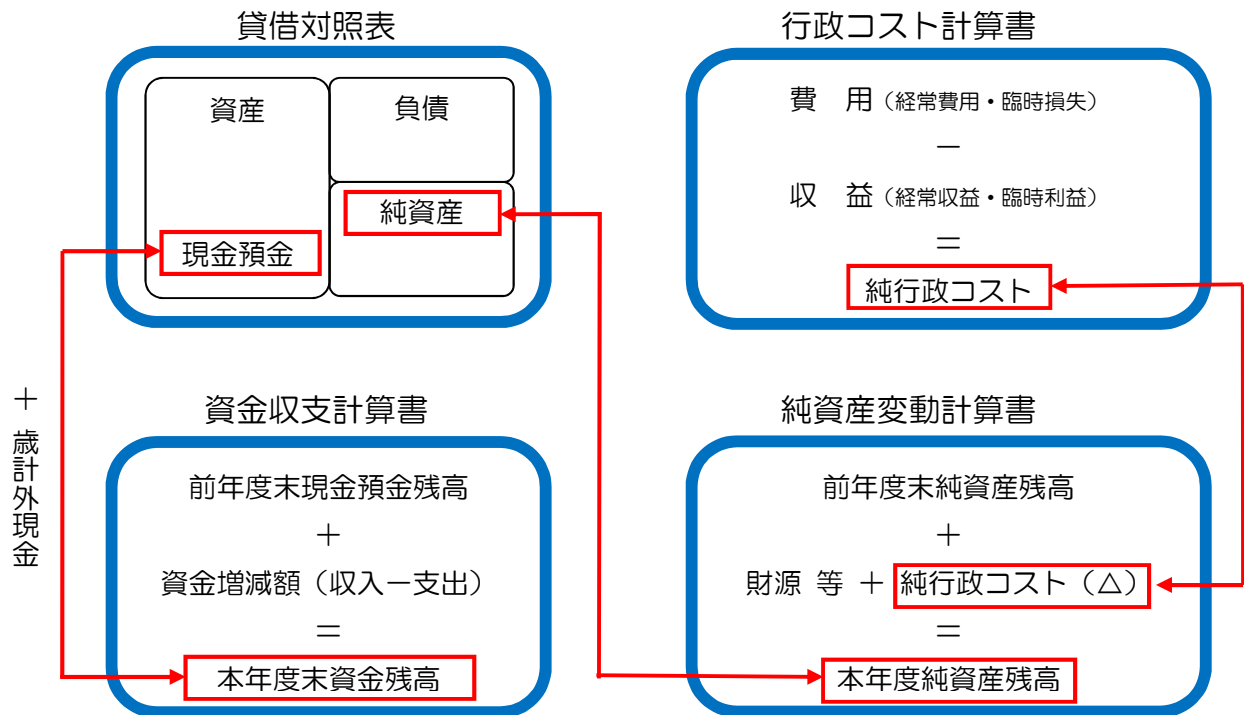 貸借対照表
資産
負債
純資産
現金預金
行政コスト計算書
費 用（経常費用・臨時損失）
－
収 益（経常収益・臨時利益）
＝
純行政コスト
＋ 歳計外現金
資金収支計算書
前年度末現金預金残高
＋
資金増減額（収入－支出）
＝
本年度末資金残高
純資産変動計算書
前年度末純資産残高
＋
財源 等 ＋ 純行政コスト（△）
＝
本年度純資産残高